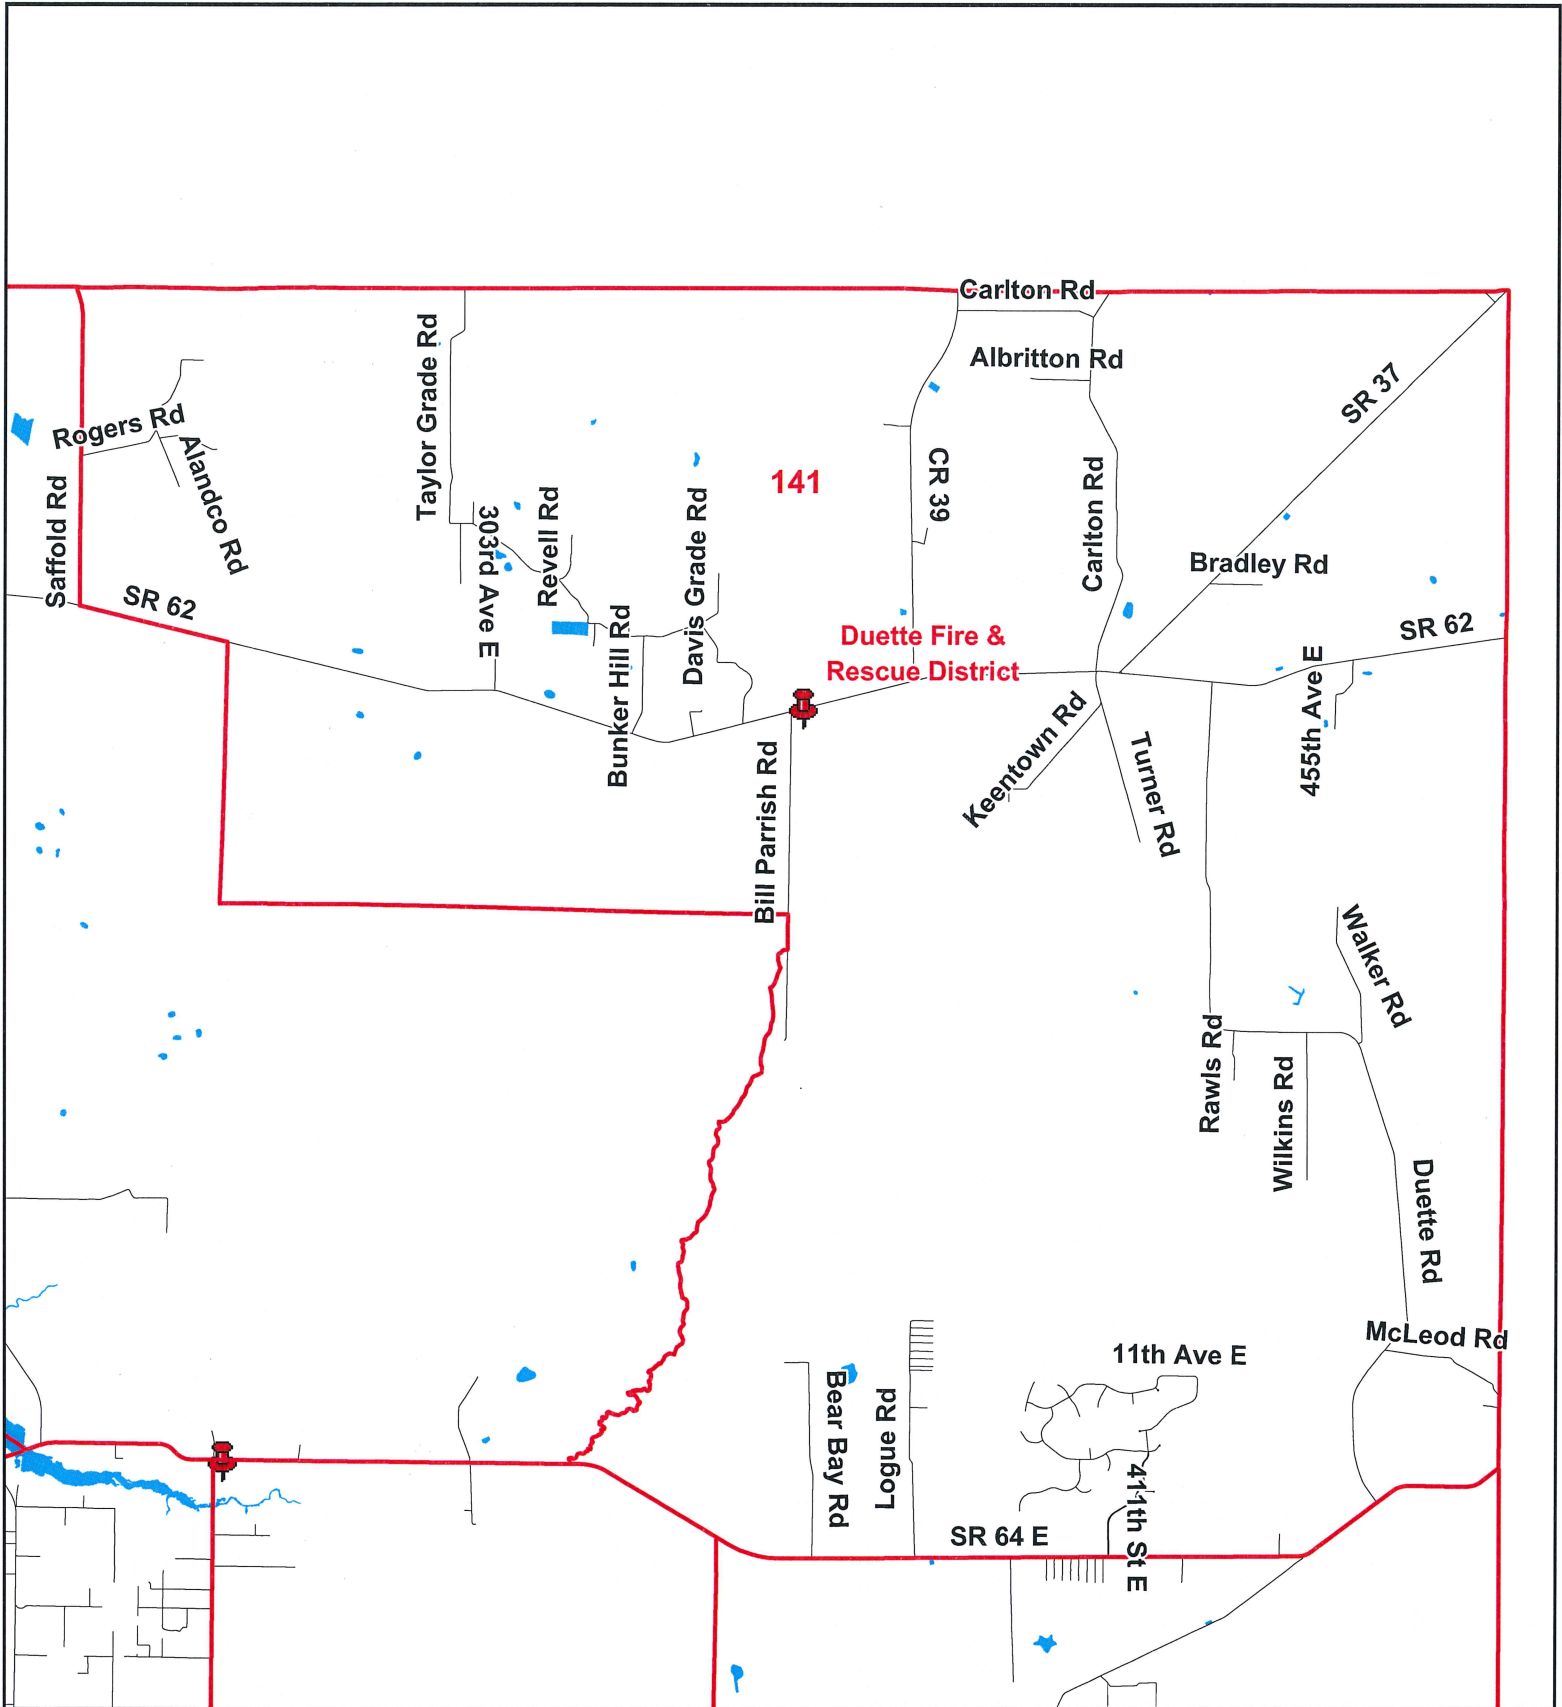 Carlton Rd
Albritton Rd
SR 37
Taylor Grade Rd
Rogers Rd
Alandco Rd
Saffold Rd
SR 62
303rd Ave E
Revell Rd
Davis Grade Rd
141
CR 39
Carlton Rd
Bradley Rd
SR 62
Bunker Hill Rd
Duette Fire &
Rescue District
455th Ave E
Keentown Rd
Turner Rd
Bill Parrish Rd
Walker Rd
Rawls Rd
Wilkins Rd
Duette Rd
McLeod Rd
11th Ave E
Bear Bay Rd
Logue Rd
411th St E
SR 64 E